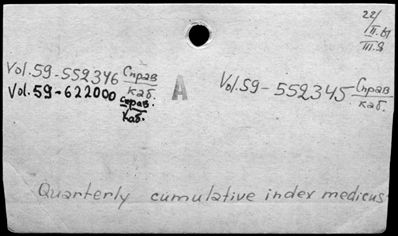 22/
II.61
III.9
Vol.59-552346 Справ
каб.
Vol.59-622000
справ.
каб.
A
Vol.59-552345 Справ
каб.
Quarterly cumulative index medicus